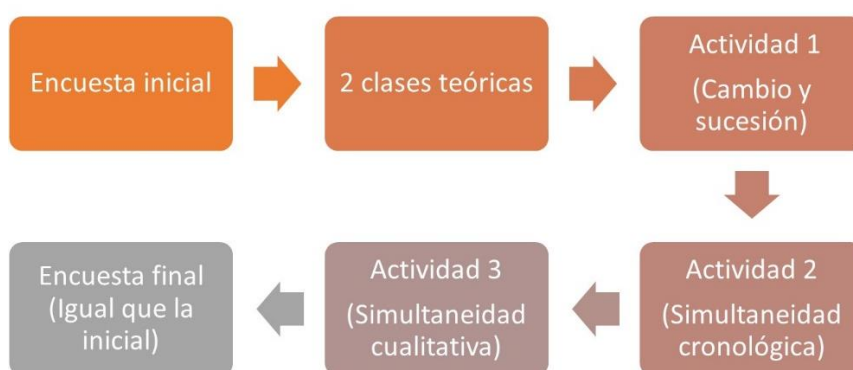 Encuesta inicial
2 clases teóricas
Actividad 1
(Cambio y
sucesión)
Actividad 2
(Simultaneidad
cronológica)
Actividad 3
(Simultaneidad
cualitativa)
Encuesta final
(Igual que la
inicial)